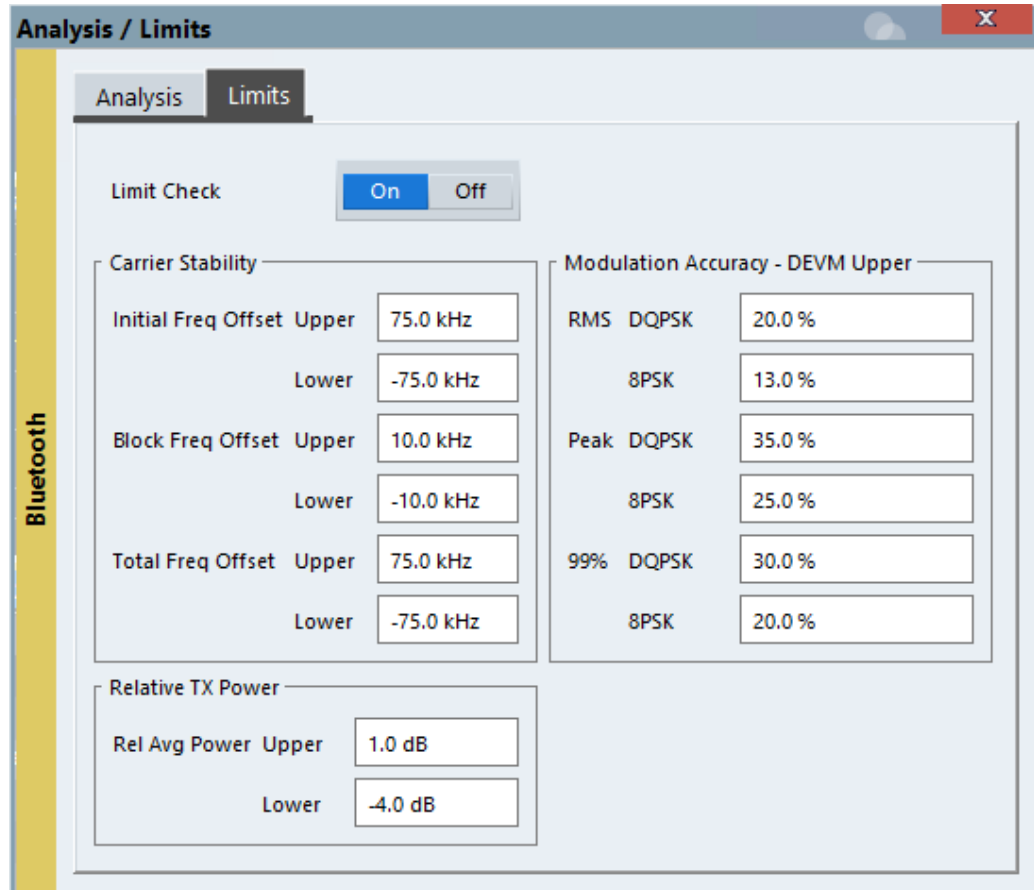 Analysis / Limits
X
Bluetooth
Analysis Limits
Limit Check On Off
Carrier Stability
Initial Freq Offset Upper 75.0 kHz
Lower -75.0 kHz
Block Freq Offset Upper 10.0 kHz
Lower -10.0 kHz
Total Freq Offset Upper 75.0 kHz
Lower -75.0 kHz
Modulation Accuracy - DEVM Upper
RMS DQPSK 20.0 %
8PSK 13.0 %
Peak DQPSK 35.0 %
8PSK 25.0 %
99% DQPSK 30.0 %
8PSK 20.0 %
Relative TX Power
Rel Avg Power Upper 1.0 dB
Lower -4.0 dB